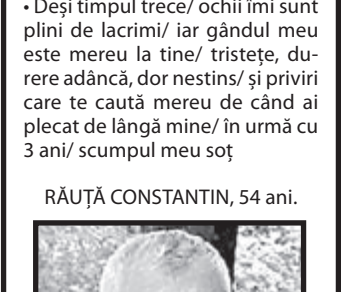 • Deși timpul trece/ ochii îmi sunt
plini de lacrimi/ iar gândul meu
este mereu la tine/ tristețe, du-
rere adâncă, dor nestins/ și priviri
care te caută mereu de când ai
plecat de lângă mine/ în urmă cu
3 ani/ scumpul meu soț
RĂUȚĂ CONSTANTIN, 54 ani.